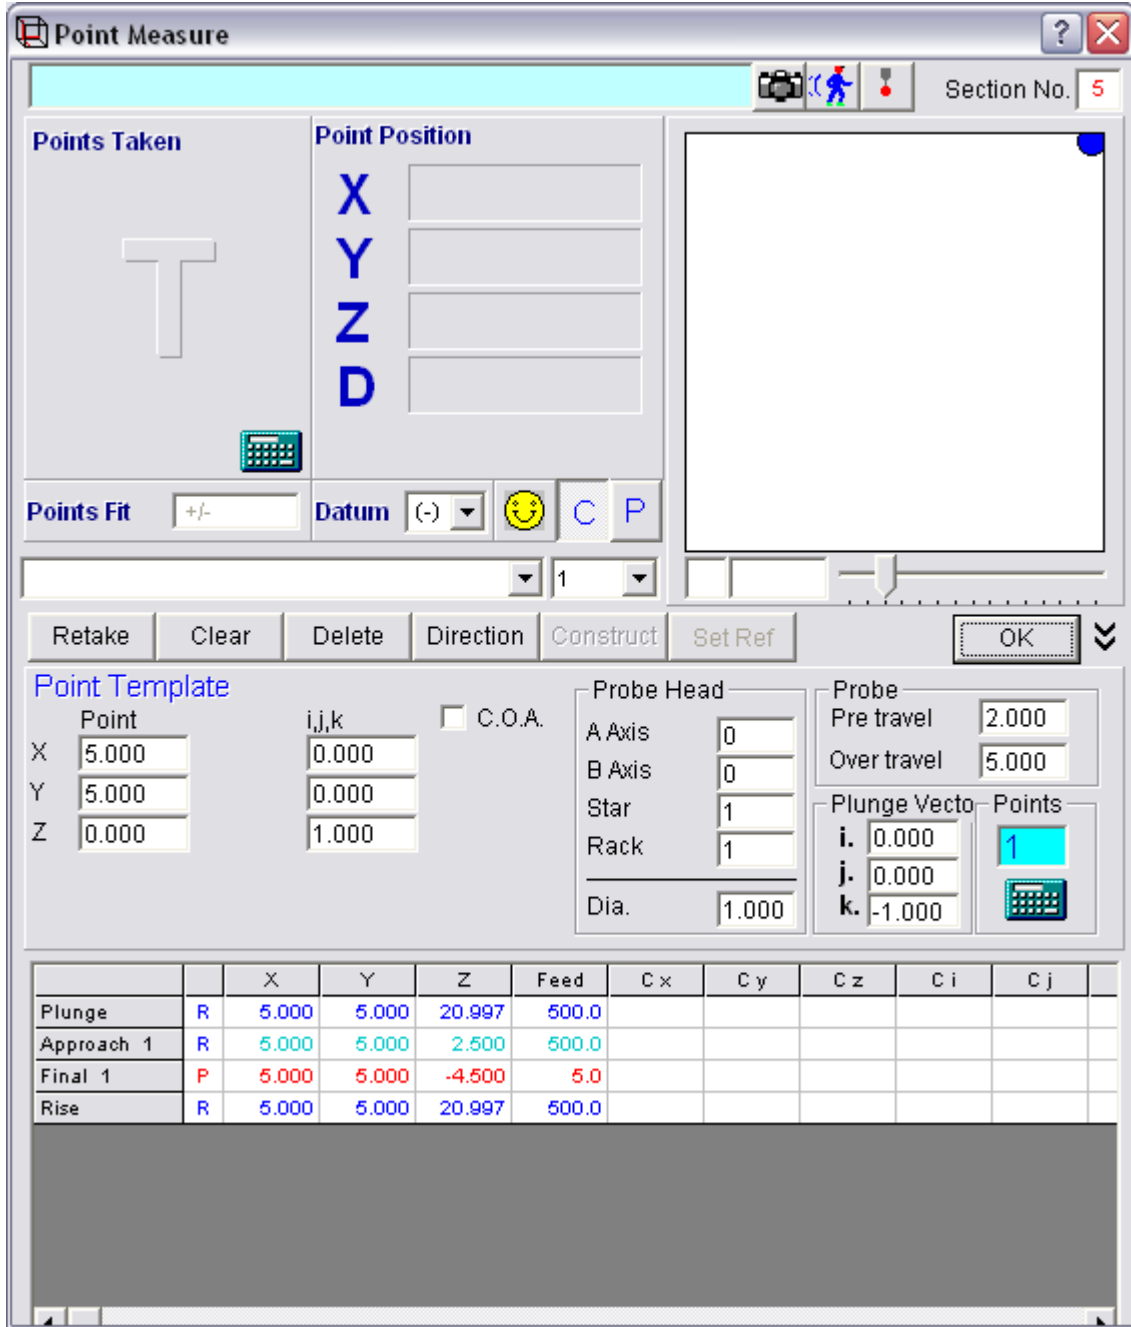 Point Measure
Section No. 5
Points Taken
T
Point Position
X
Y
Z
D
Points Fit +/-
Datum (-) C P
1
Retake Clear Delete Direction Construct Set Ref OK
Point Template
Point i,j,k C.O.A.
X 5.000 0.000
Y 5.000 0.000
Z 0.000 1.000
Probe Head
A Axis 0
B Axis 0
Star 1
Rack 1
Dia. 1.000
Probe
Pre travel 2.000
Over travel 5.000
Plunge Vecto
i. 0.000
j. 0.000
k. -1.000
Points
1
X Y Z Feed C x C y C z C i C j
Plunge R 5.000 5.000 20.997 500.0
Approach 1 R 5.000 5.000 2.500 500.0
Final 1 P 5.000 5.000 -4.500 5.0
Rise R 5.000 5.000 20.997 500.0